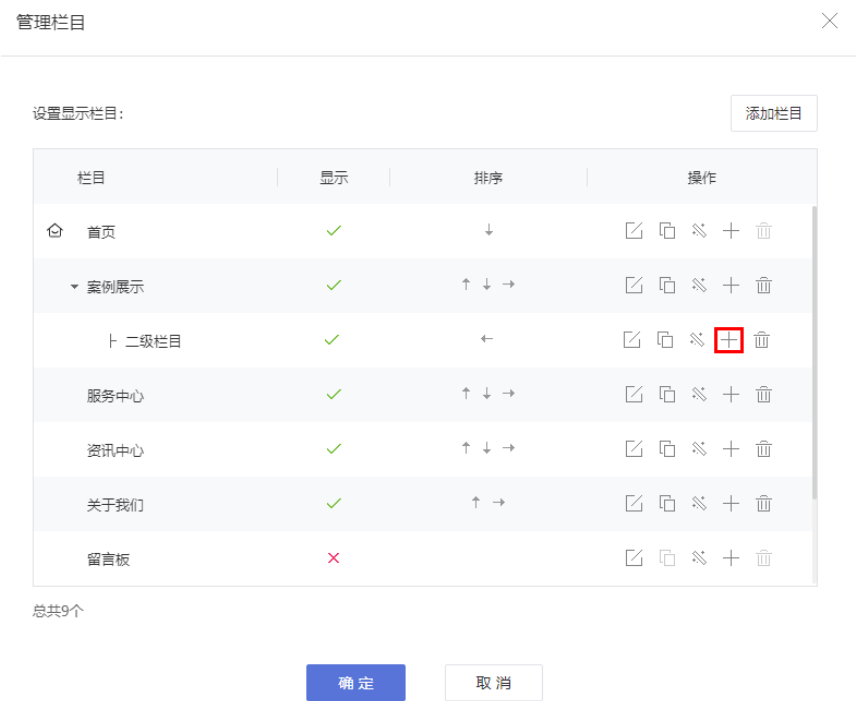 管理栏目
设置显示栏目：
添加栏目
栏目 显示 排序 操作
首页
案例展示
二级栏目
服务中心
资讯中心
关于我们
留言板
总共9个
确定 取消